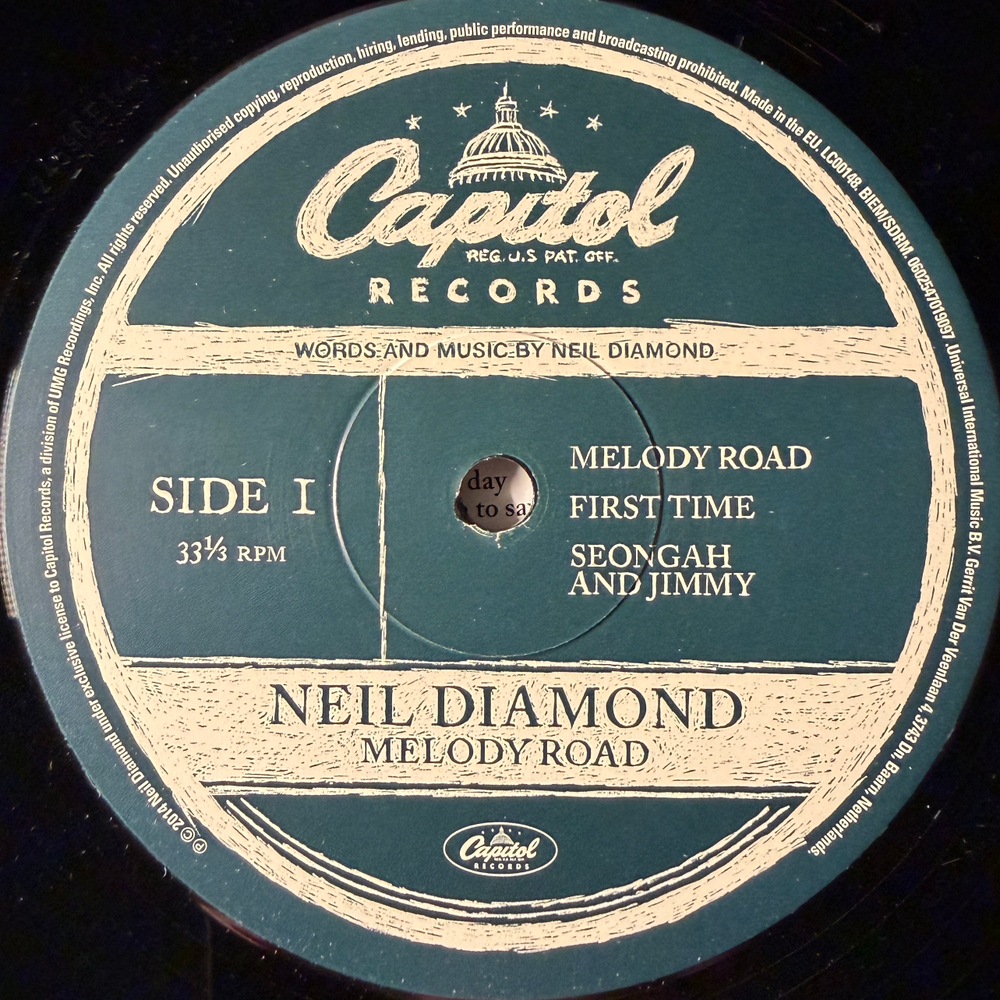 ℗© 2014 Neil Diamond under exclusive license to Capitol Records, a division of UMG Recordings, Inc. All rights reserved. Unauthorised copying, reproduction, hiring, lending, public performance and broadcasting prohibited. Made in the EU. LC00148. BIEM/SDRM. 0602547019097 Universal International Music B.V. Gerrit Van Der Veenlaan 4, 3743 Dn, Baarn, Netherlands.
Capitol
REG. U.S PAT. OFF.
RECORDS
WORDS AND MUSIC BY NEIL DIAMOND
SIDE I
33⅓ RPM
day
to sa
MELODY ROAD
FIRST TIME
SEONGAH
AND JIMMY
NEIL DIAMOND
MELODY ROAD
Capitol
RECORDS